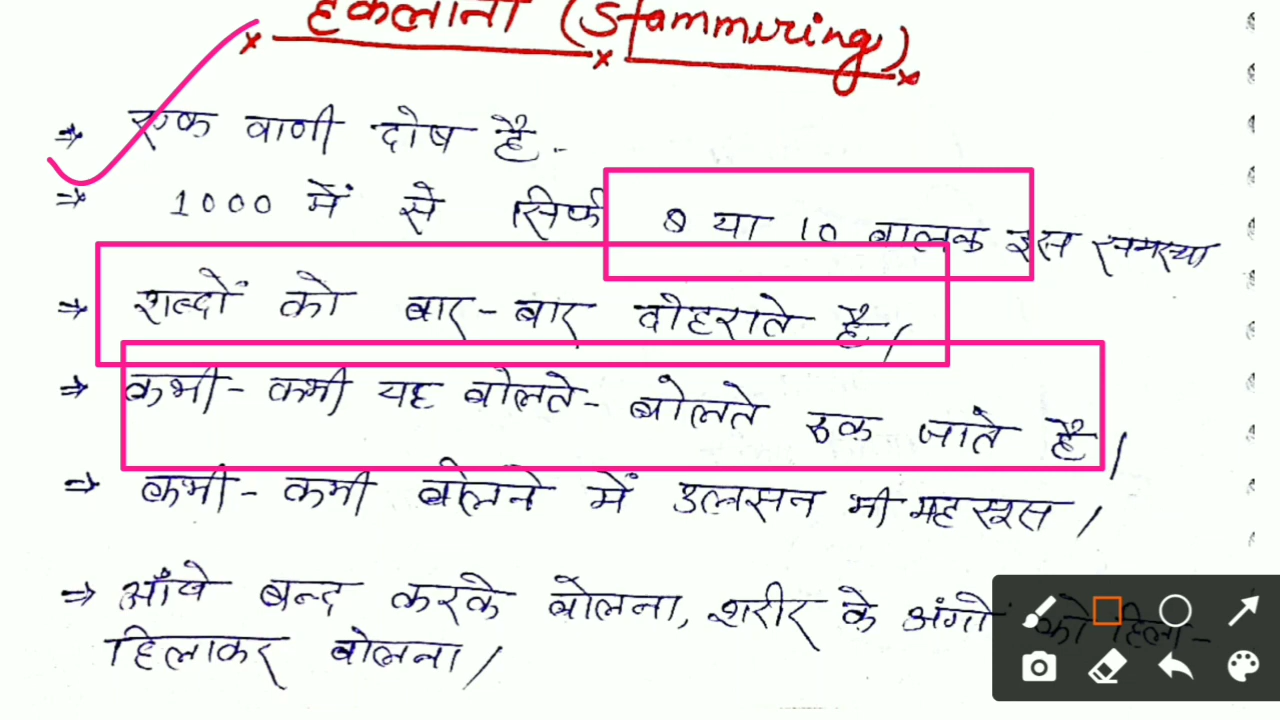 हकलाना (Stammering)
⇒ एक वाणी दोष है.
⇒ 1000 में से सिर्फ 8 या 10 बालक इस समस्या
⇒ शब्दों को बार-बार दोहराते है।
⇒ कभी-कभी यह बोलते-बोलते रुक जाते है।
⇒ कभी-कभी बोलने में उलझन भी महसूस।
⇒ आँखे बन्द करके बोलना, शरीर के अंगों को हिला-
हिलाकर बोलना।